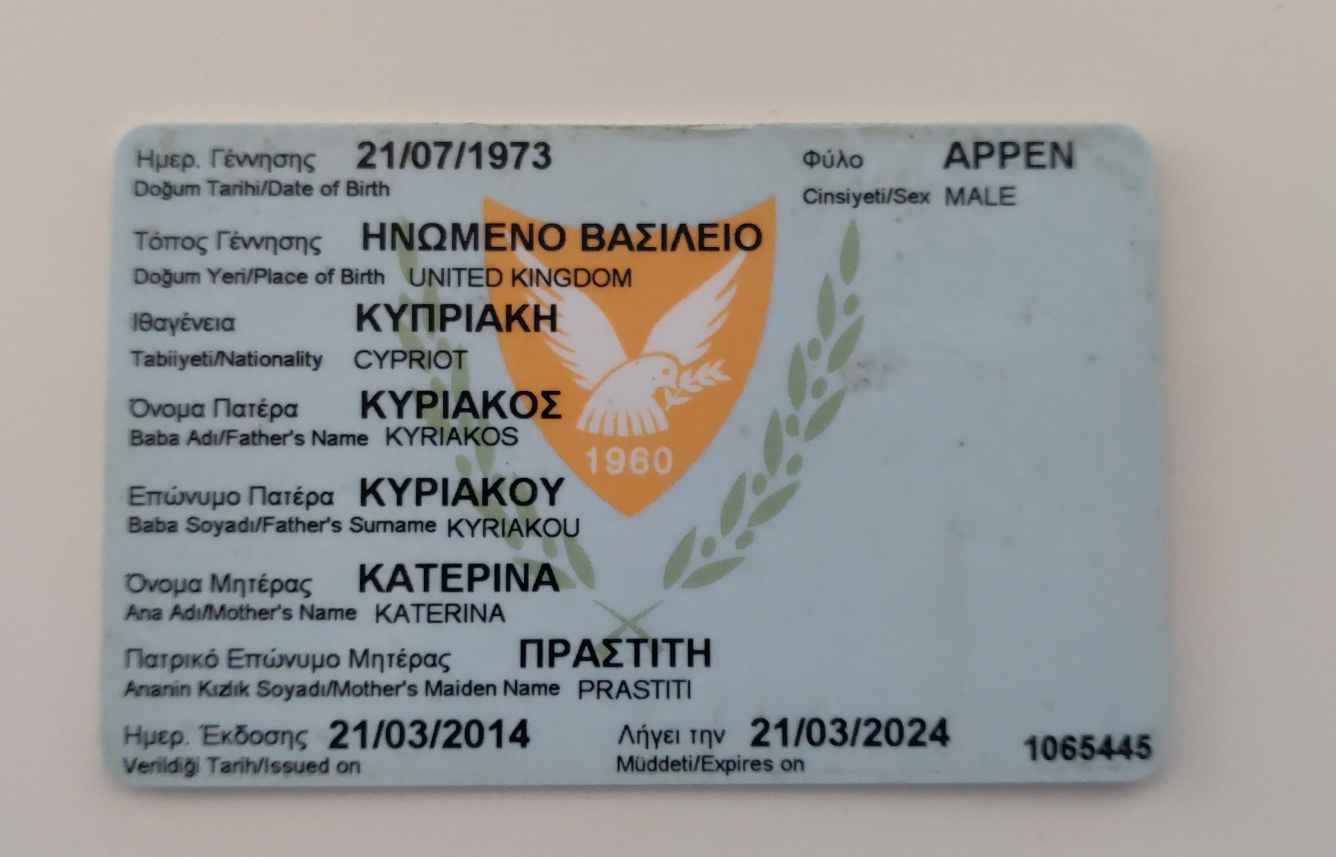 Ημερ. Γέννησης 21/07/1973 Φύλο ΑΡΡΕΝ
Doğum Tarihi/Date of Birth Cinsiyeti/Sex MALE
Τόπος Γέννησης ΗΝΩΜΕΝΟ ΒΑΣΙΛΕΙΟ
Doğum Yeri/Place of Birth UNITED KINGDOM
Ιθαγένεια ΚΥΠΡΙΑΚΗ
Tabiiyeti/Nationality CYPRIOT
Όνομα Πατέρα ΚΥΡΙΑΚΟΣ
Baba Adı/Father's Name KYRIAKOS
1960
Επώνυμο Πατέρα ΚΥΡΙΑΚΟΥ
Baba Soyadı/Father's Surname KYRIAKOU
Όνομα Μητέρας ΚΑΤΕΡΙΝΑ
Ana Adı/Mother's Name KATERINA
Πατρικό Επώνυμο Μητέρας ΠΡΑΣΤΙΤΗ
Ananin Kızlık Soyadı/Mother's Maiden Name PRASTITI
Ημερ. Έκδοσης 21/03/2014 Λήγει την 21/03/2024 1065445
Verildiği Tarih/Issued on Müddeti/Expires on